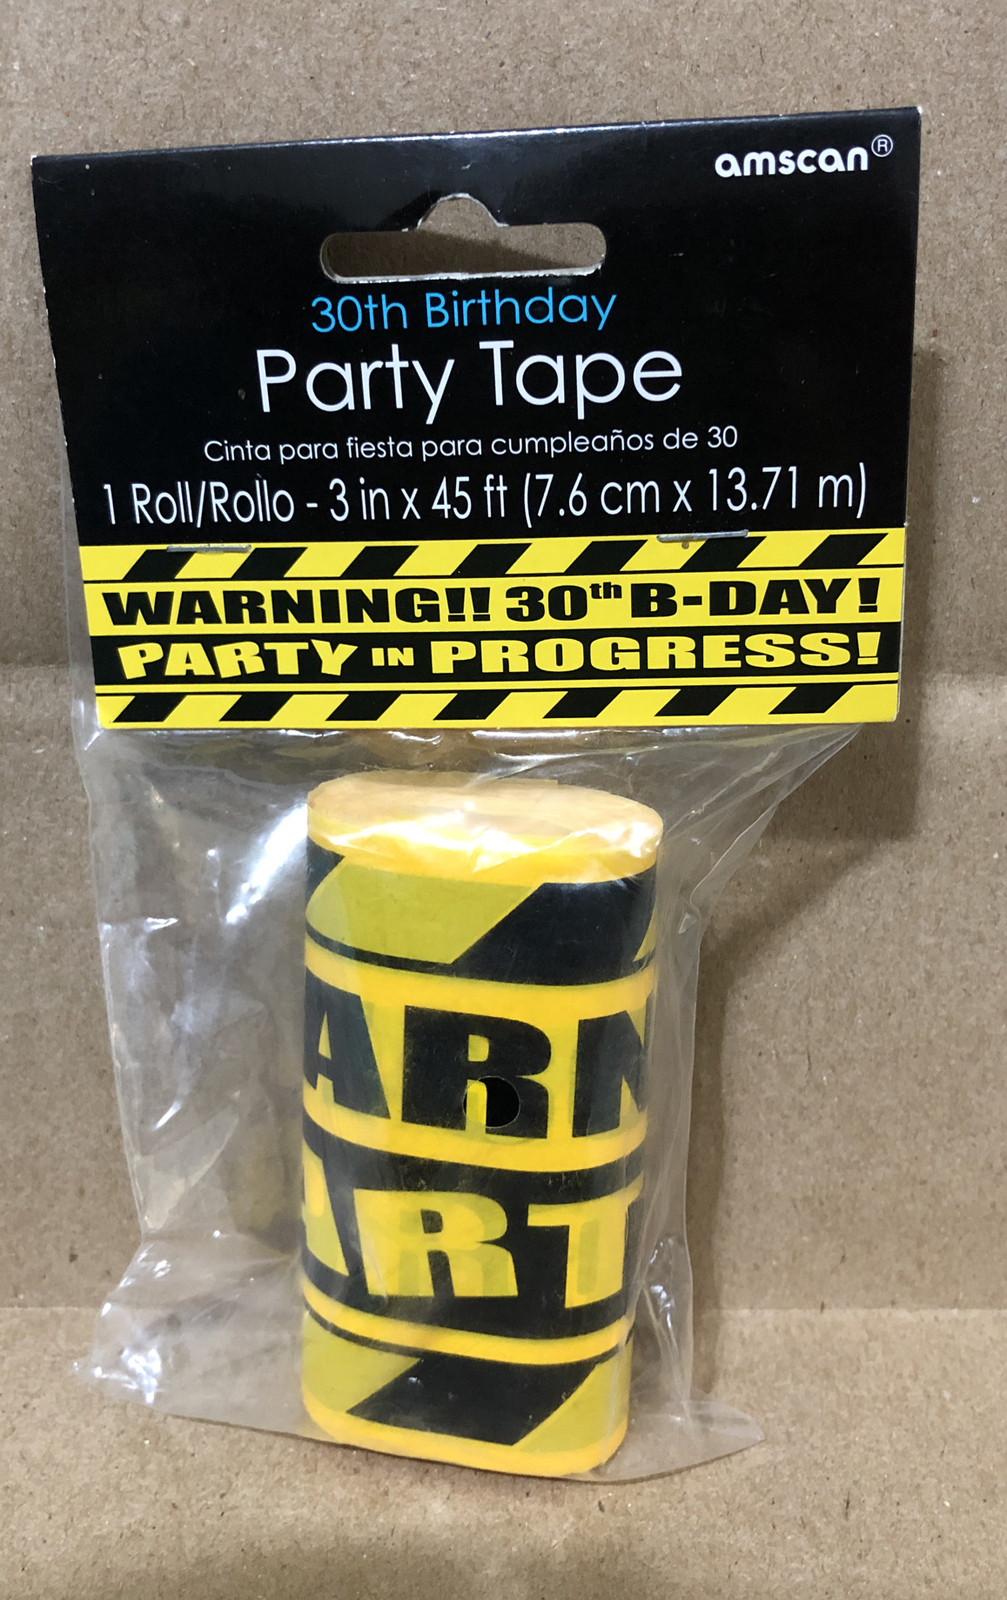 amscan®
30th Birthday
Party Tape
Cinta para fiesta para cumpleaños de 30
1 Roll/Rollo - 3 in x 45 ft (7.6 cm x 13.71 m)
WARNING!! 30th B-DAY!
PARTY IN PROGRESS!
ARN
ART